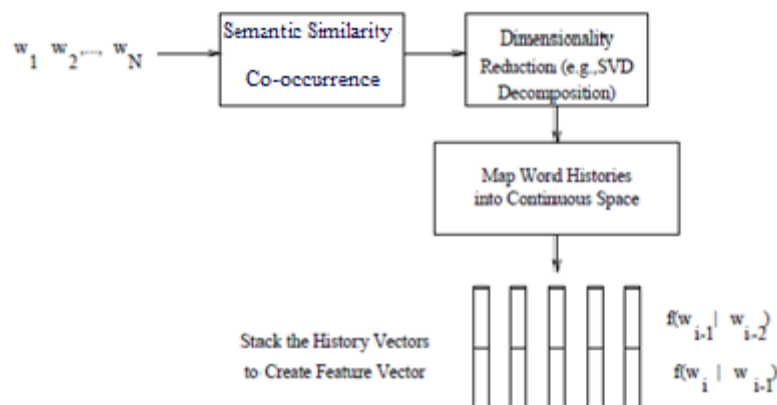 w1 w2,..., wN
Semantic Similarity
Co-occurrence
Dimensionality
Reduction (e.g.,SVD
Decomposition)
Map Word Histories
into Continuous Space
Stack the History Vectors
to Create Feature Vector
f(wi-1 | wi-2)
f(wi | wi-1)